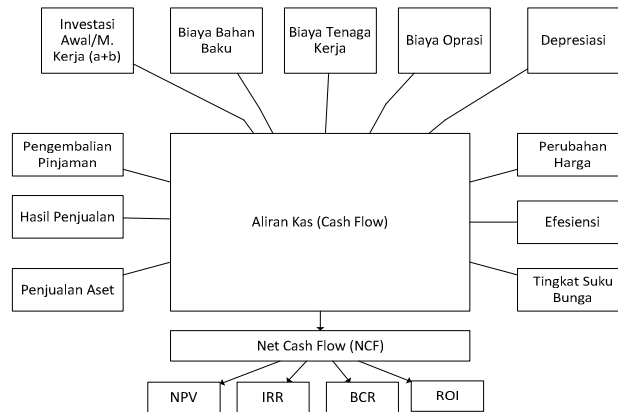 Investasi
Awal/M.
Kerja (a+b)
Biaya Bahan
Baku
Biaya Tenaga
Kerja
Biaya Oprasi
Depresiasi
Pengembalian
Pinjaman
Hasil Penjualan
Penjualan Aset
Aliran Kas (Cash Flow)
Perubahan
Harga
Efesiensi
Tingkat Suku
Bunga
Net Cash Flow (NCF)
NPV
IRR
BCR
ROI